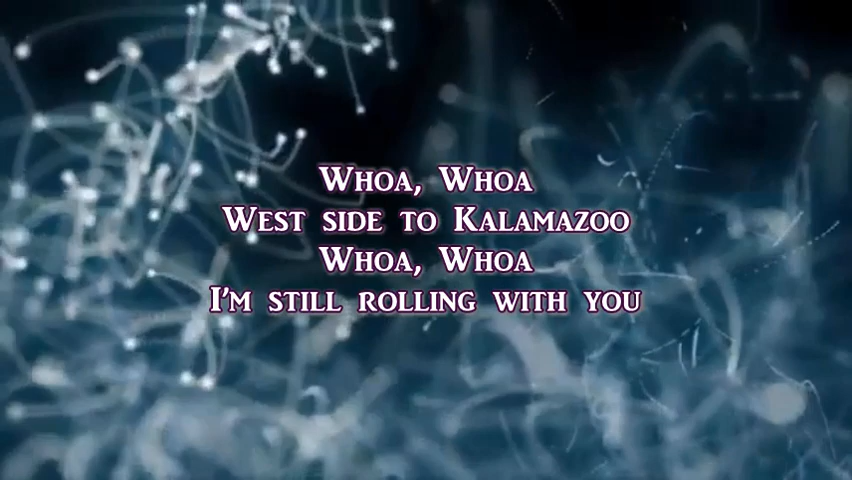 Whoa, Whoa
West side to Kalamazoo
Whoa, Whoa
I'm still rolling with you